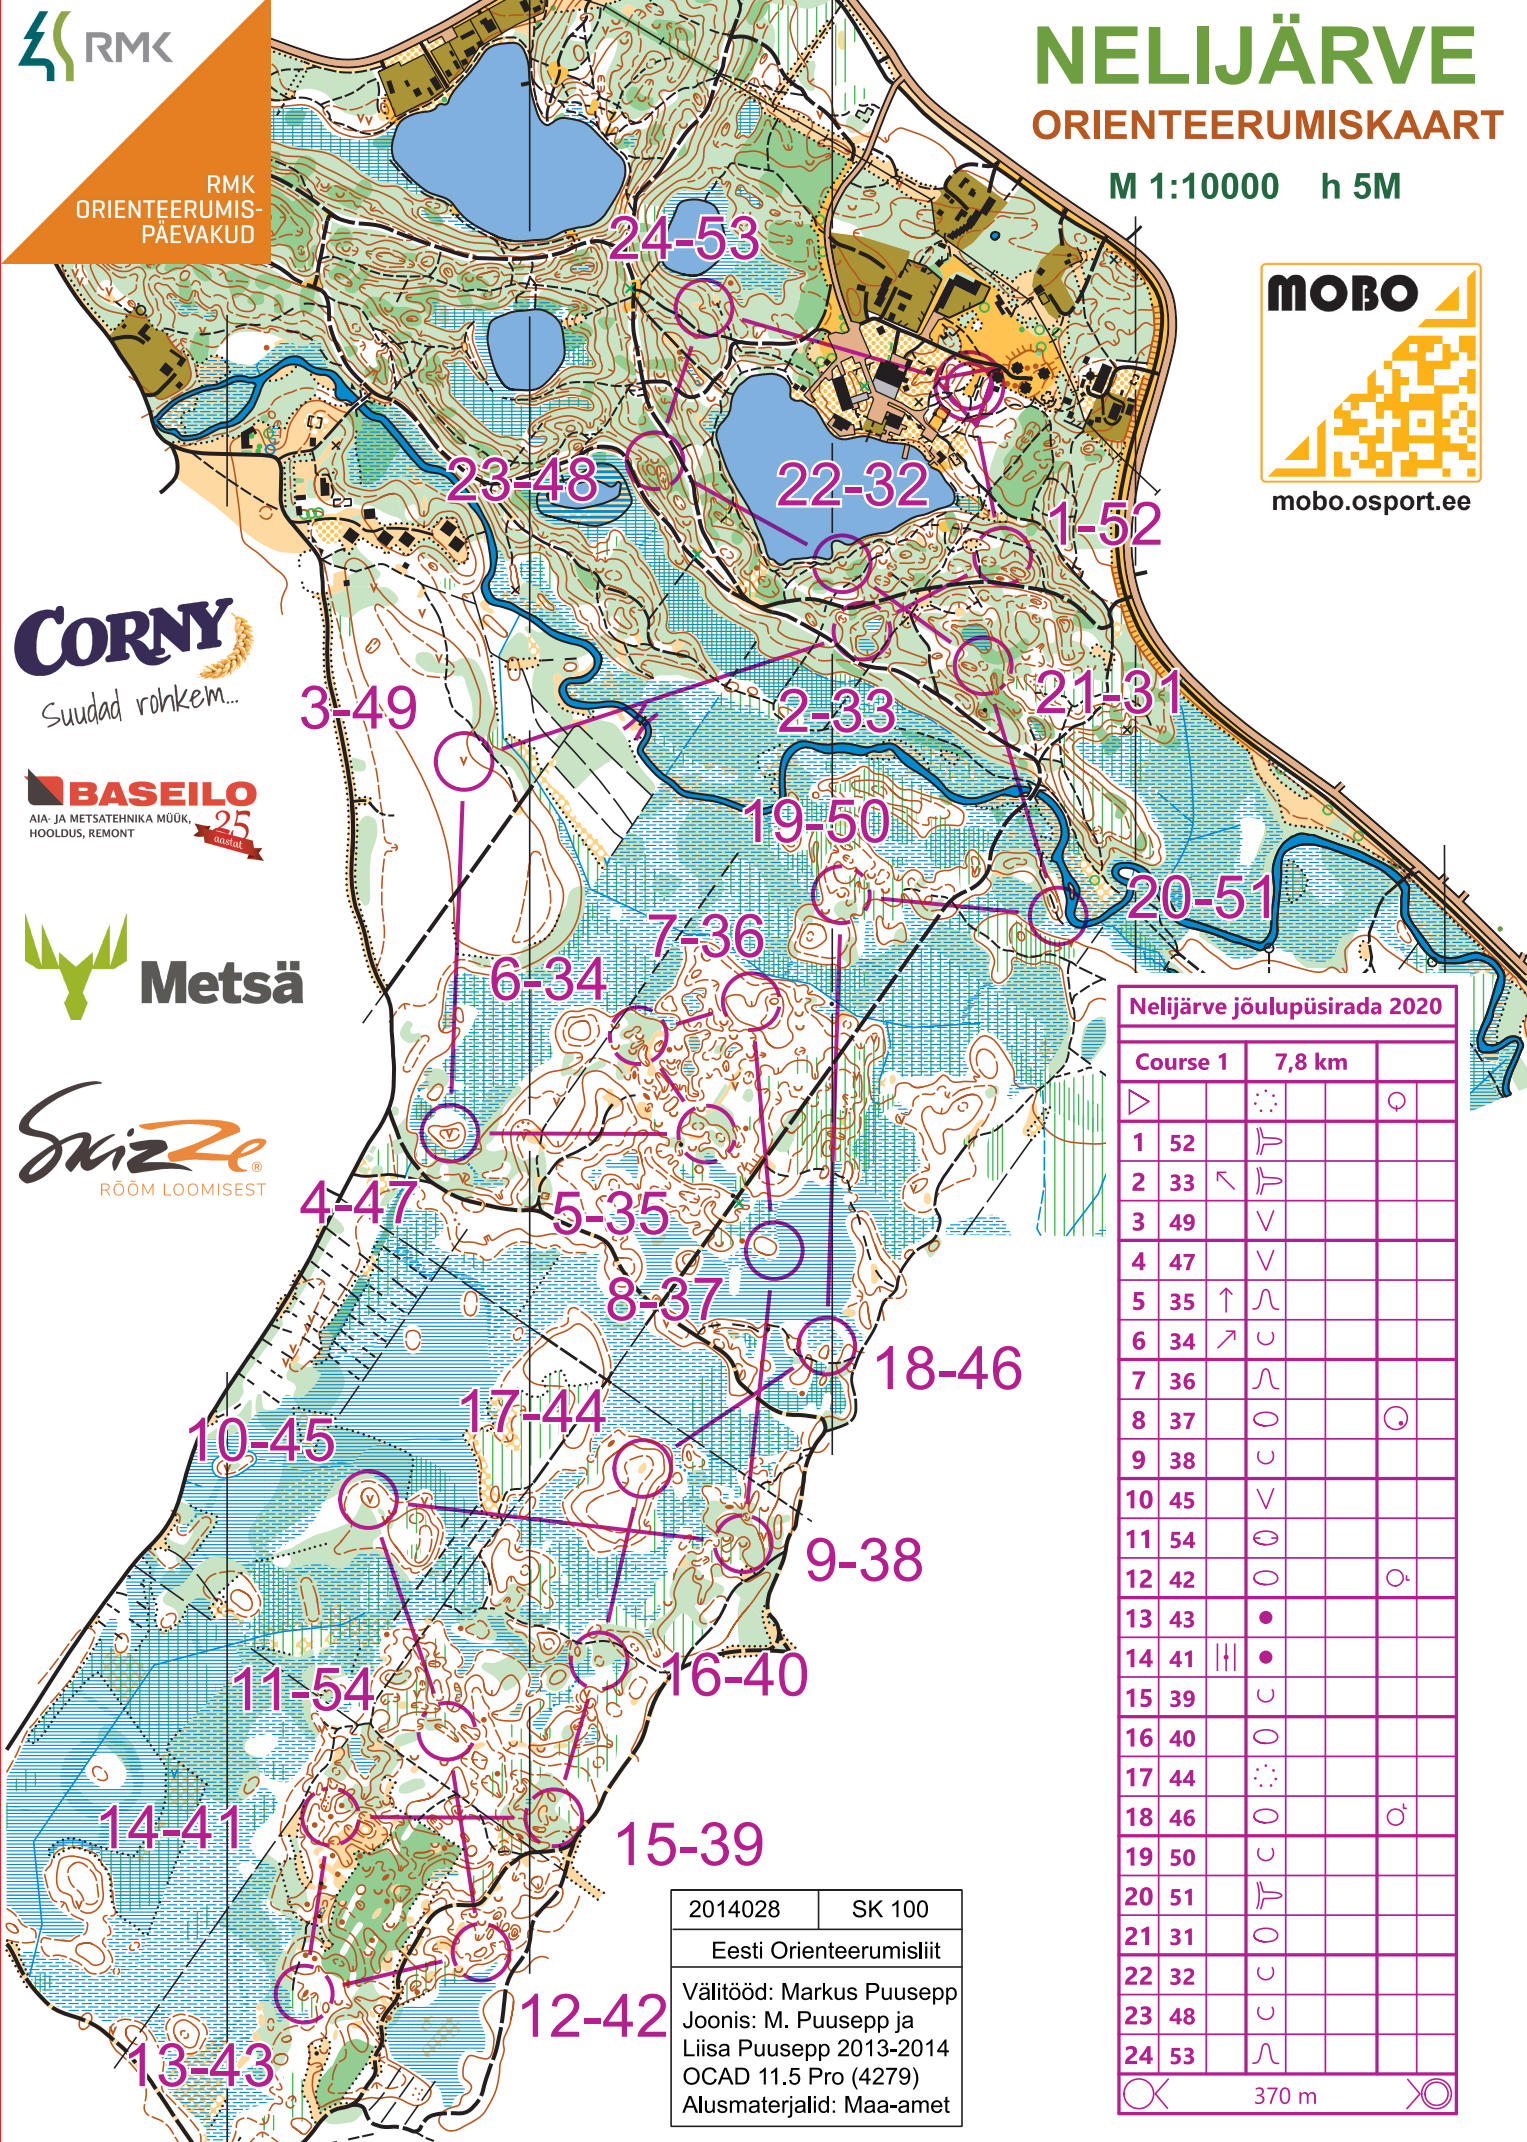 RMK
RMK
ORIENTEERUMIS-
PÄEVAKUD
NELIJÄRVE
ORIENTEERUMISKAART
M 1:10000 h 5M
MOBO
mobo.osport.ee
CORNY
Suudad rohkem...
BASEILO
AIA- JA METSATEHNIKA MÜÜK,
HOOLDUS, REMONT
25
aastat
Metsä
SkizZe®
RÕÕM LOOMISEST
24-53
23-48
22-32
1-52
3-49
2-33
21-31
19-50
20-51
7-36
6-34
4-47
5-35
8-37
18-46
17-44
10-45
9-38
16-40
11-54
14-41
15-39
12-42
13-43
2014028 SK 100
Eesti Orienteerumisliit
Välitööd: Markus Puusepp
Joonis: M. Puusepp ja
Liisa Puusepp 2013-2014
OCAD 11.5 Pro (4279)
Alusmaterjalid: Maa-amet
Nelijärve jõulupüsirada 2020
Course 1 7,8 km
1 52
2 33
3 49
4 47
5 35
6 34
7 36
8 37
9 38
10 45
11 54
12 42
13 43
14 41
15 39
16 40
17 44
18 46
19 50
20 51
21 31
22 32
23 48
24 53
370 m